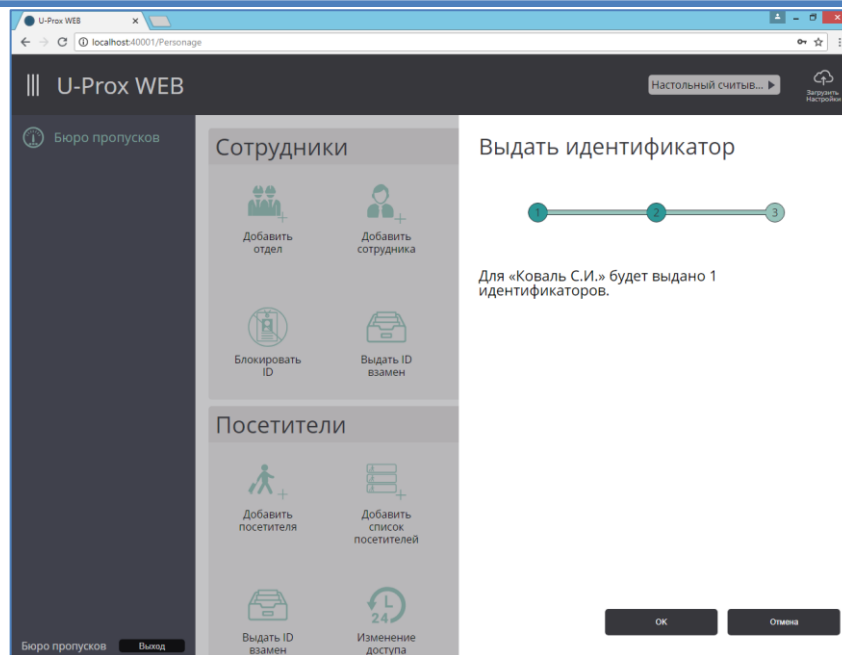 U-Prox WEB
localhost:40001/Personage
U-Prox WEB
Настольный считыв...
Загрузить
Настройки
Бюро пропусков
Сотрудники
Добавить
отдел
Добавить
сотрудника
Блокировать
ID
Выдать ID
взамен
Посетители
Добавить
посетителя
Добавить
список
посетителей
Выдать ID
взамен
24
Изменение
доступа
Бюро пропусков
Выход
Выдать идентификатор
1
2
3
Для «Коваль С.И.» будет выдано 1
идентификаторов.
ОК
Отмена